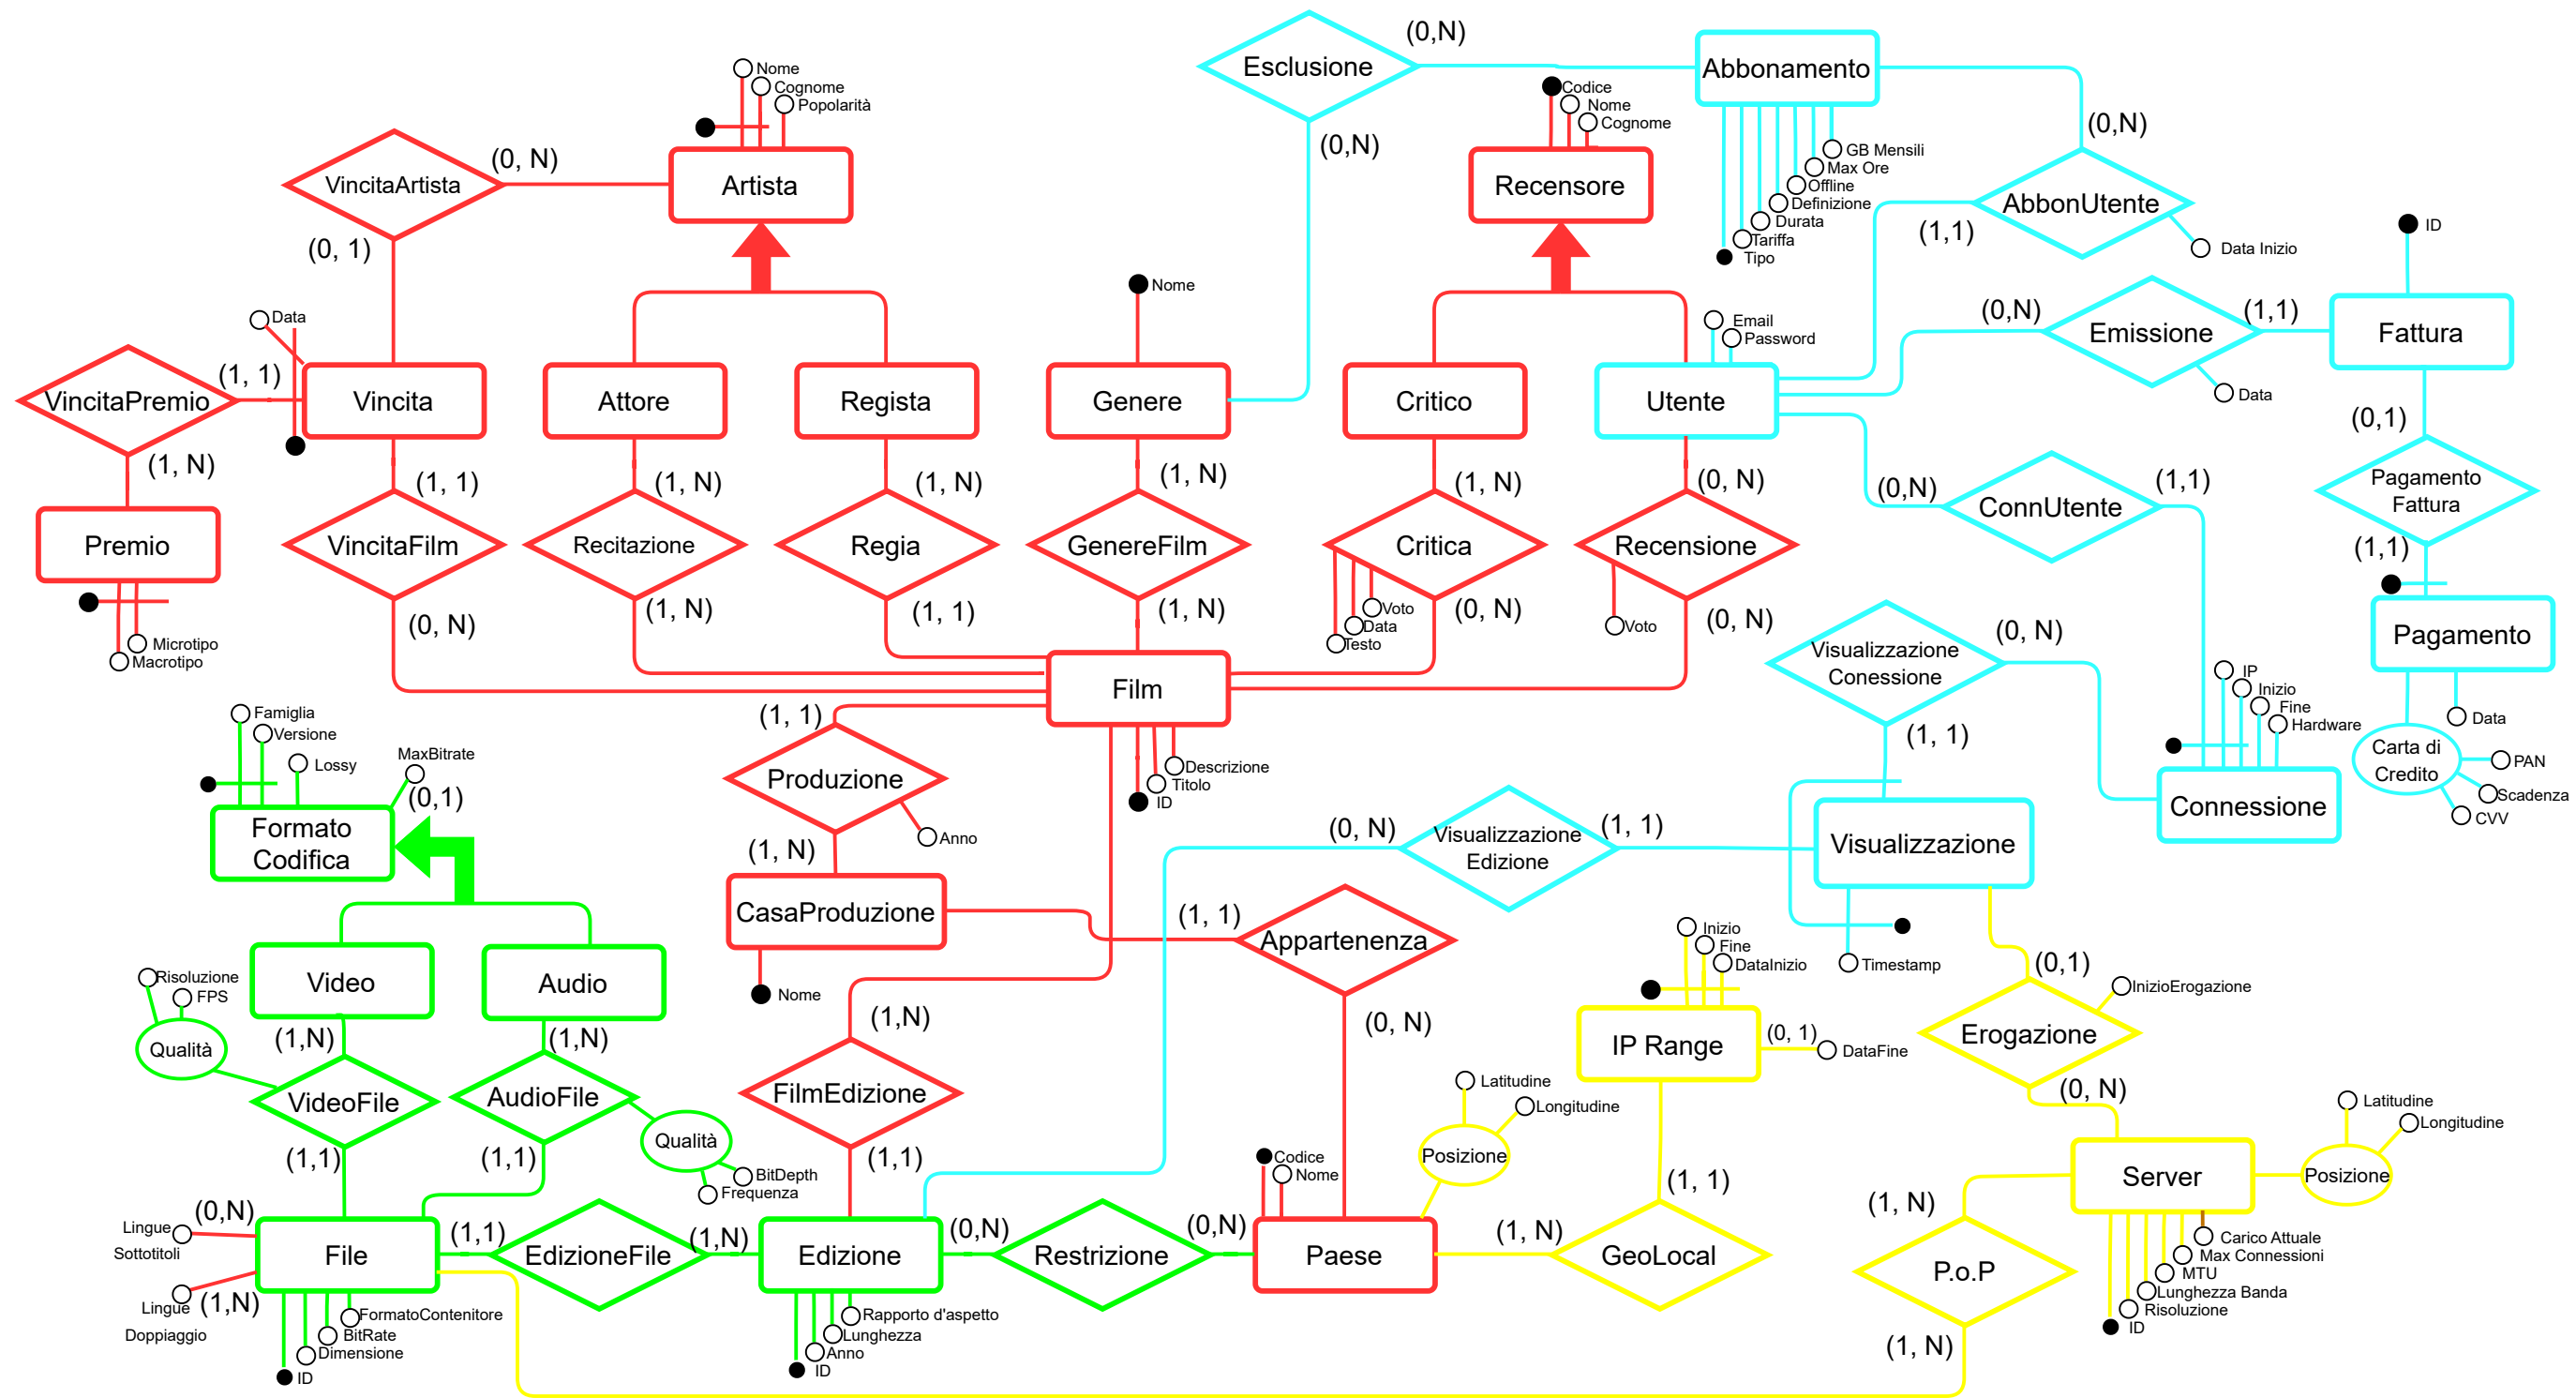 Esclusione
(0,N)
(0,N)
Abbonamento
GB Mensili
Max Ore
Offline
Definizione
Durata
Tariffa
Tipo
(0,N)
AbbonUtente
(1,1)
Data Inizio
Nome
Cognome
Popolarità
Artista
(0, N)
VincitaArtista
(0, 1)
Codice
Nome
Cognome
Recensore
ID
Fattura
(1,1)
Emissione
(0,N)
Data
(0,1)
Data
VincitaPremio
(1, 1)
Vincita
(1, N)
Premio
Microtipo
Macrotipo
Attore
Regista
Nome
Genere
Critico
Email
Password
Utente
(1, 1)
VincitaFilm
(0, N)
(1, N)
Recitazione
(1, N)
(1, N)
Regia
(1, 1)
(1, N)
GenereFilm
(1, N)
(1, N)
Critica
Voto
Data
Testo
(0, N)
(0, N)
Recensione
Voto
(0, N)
(0,N)
ConnUtente
(1,1)
Pagamento
Fattura
(1,1)
Pagamento
Data
Carta di
Credito
PAN
Scadenza
CVV
Visualizzazione
Conessione
(0, N)
(1, 1)
IP
Inizio
Fine
Hardware
Connessione
Film
Descrizione
Titolo
ID
(1, 1)
Produzione
Anno
(1, N)
CasaProduzione
Nome
Famiglia
Versione
Lossy
MaxBitrate
(0,1)
Formato
Codifica
Video
Audio
Risoluzione
FPS
Qualità
(1,N)
VideoFile
(1,1)
(1,N)
AudioFile
(1,1)
Qualità
BitDepth
Frequenza
(0, N)
Visualizzazione
Edizione
(1, 1)
Visualizzazione
Timestamp
(1, 1)
Appartenenza
(0, N)
(1,N)
FilmEdizione
(1,1)
Inizio
Fine
DataInizio
IP Range
(0, 1)
DataFine
(0,1)
InizioErogazione
Erogazione
(0, N)
Latitudine
Longitudine
Posizione
Codice
Nome
(1, 1)
Latitudine
Longitudine
Posizione
Server
Carico Attuale
Max Connessioni
MTU
Lunghezza Banda
Risoluzione
ID
(1, N)
P.o.P
(1, N)
Lingue
Sottotitoli
(0,N)
Lingue
Doppiaggio
(1,N)
File
FormatoContenitore
BitRate
Dimensione
ID
(1,1)
EdizioneFile
(1,N)
Edizione
Rapporto d'aspetto
Lunghezza
Anno
ID
(0,N)
Restrizione
(0,N)
Paese
(1, N)
GeoLocal